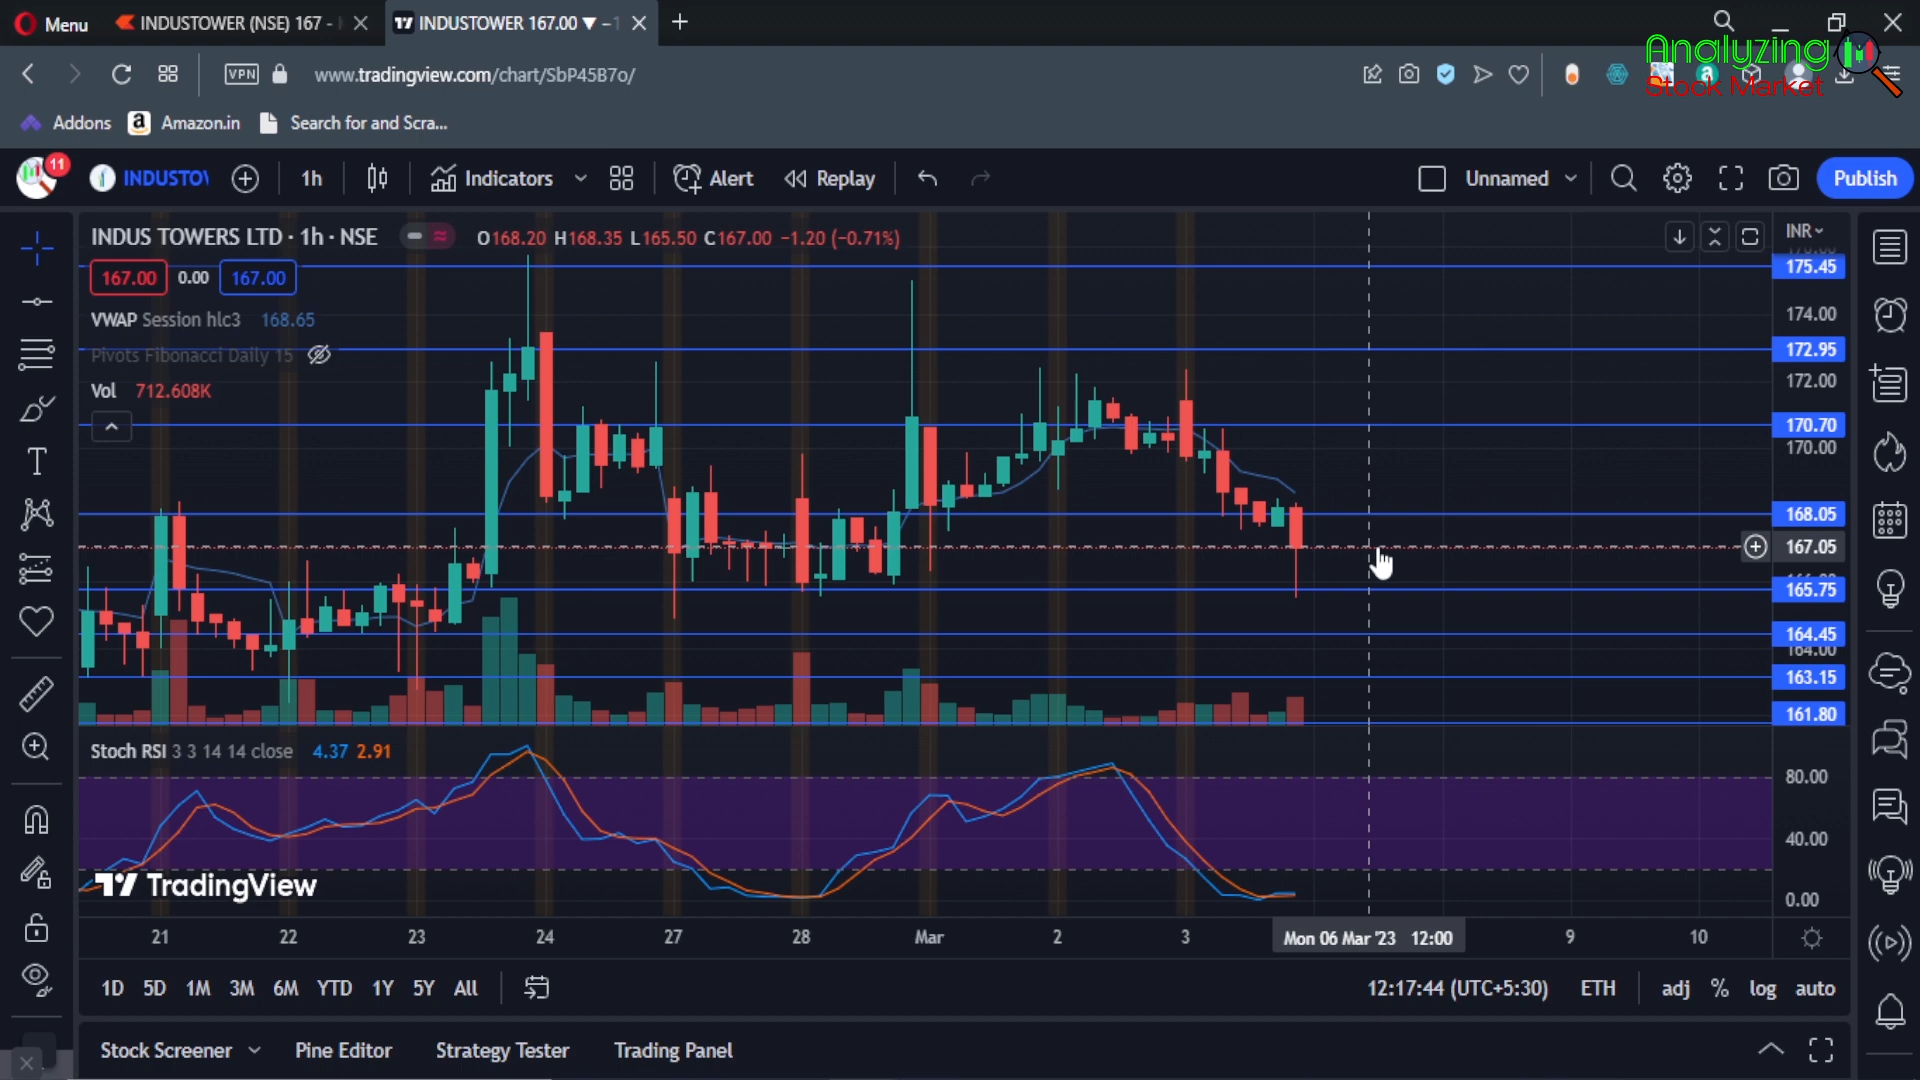 Menu
INDUSTOWER (NSE) 167 -
INDUSTOWER 167.00 ▼ −1
Analyzing
Stock Market
VPN
www.tradingview.com/chart/SbP45B7o/
Addons
Amazon.in
Search for and Scra...
11
INDUSTOW
1h
Indicators
Alert
Replay
Unnamed
Publish
INDUS TOWERS LTD · 1h · NSE
O168.20 H168.35 L165.50 C167.00 −1.20 (−0.71%)
INR
167.00 0.00 167.00
VWAP Session hlc3 168.65
Pivots Fibonacci Daily 15
Vol 712.608K
175.45
174.00
172.95
172.00
170.70
170.00
168.05
167.05
165.75
164.45
164.00
163.15
161.80
Stoch RSI 3 3 14 14 close 4.37 2.91
80.00
40.00
0.00
TradingView
21 22 23 24 27 28 Mar 2 3 Mon 06 Mar '23 12:00 9 10
1D 5D 1M 3M 6M YTD 1Y 5Y All
12:17:44 (UTC+5:30) ETH adj % log auto
Stock Screener Pine Editor Strategy Tester Trading Panel